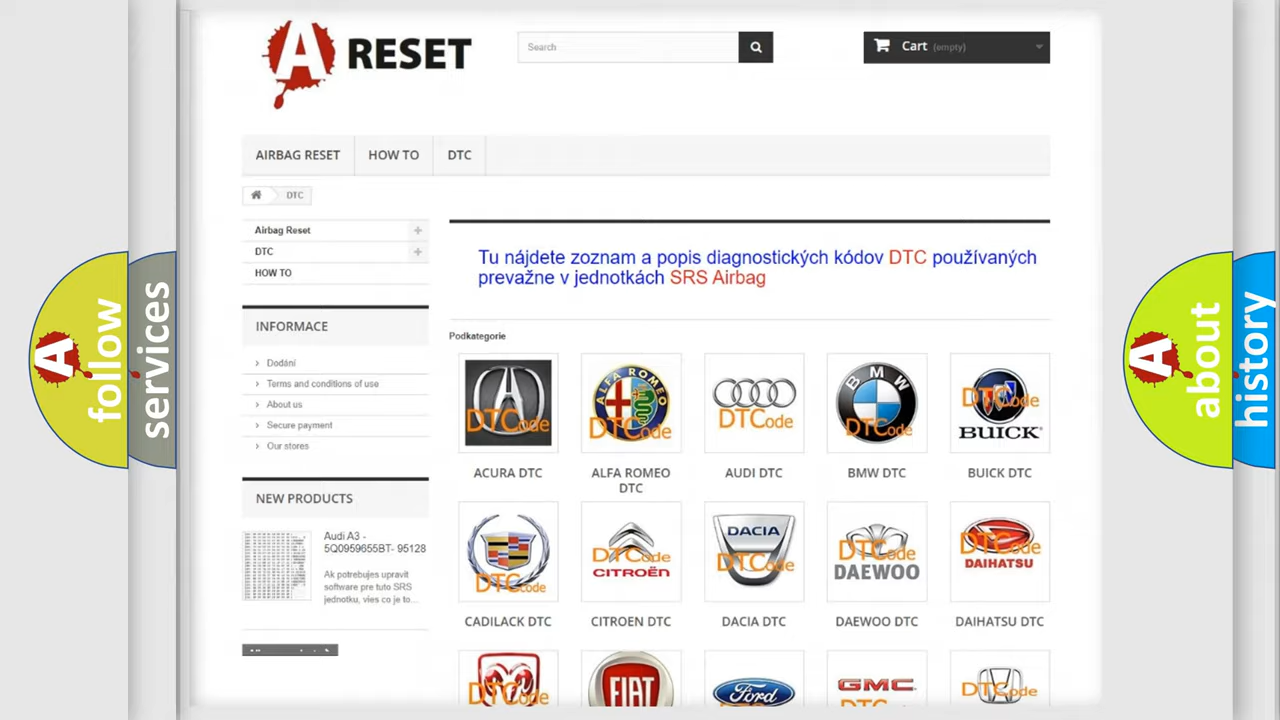 A RESET
Search
Cart (empty)
AIRBAG RESET
HOW TO
DTC
DTC
Airbag Reset
DTC
HOW TO
Tu nájdete zoznam a popis diagnostických kódov DTC používaných
prevažne v jednotkách SRS Airbag
INFORMACE
Dodání
Terms and conditions of use
About us
Secure payment
Our stores
NEW PRODUCTS
Audi A3 -
5Q0959655BT- 95128
Ak potrebujes upravit
software pre tuto SRS
jednotku, vies co je to...
Podkategorie
DTCode
ALFA ROMEO
DTCode
DTCode
BMW
DTCode
DTCode
BUICK
ACURA DTC
ALFA ROMEO
DTC
AUDI DTC
BMW DTC
BUICK DTC
DTCode
DTCode
CITROËN
DACIA
DTCode
DTCode
DAEWOO
DTCode
DAIHATSU
CADILACK DTC
CITROEN DTC
DACIA DTC
DAEWOO DTC
DAIHATSU DTC
DTCode
FIAT
Ford
GMC
DTCode
A follow
services
A about
history